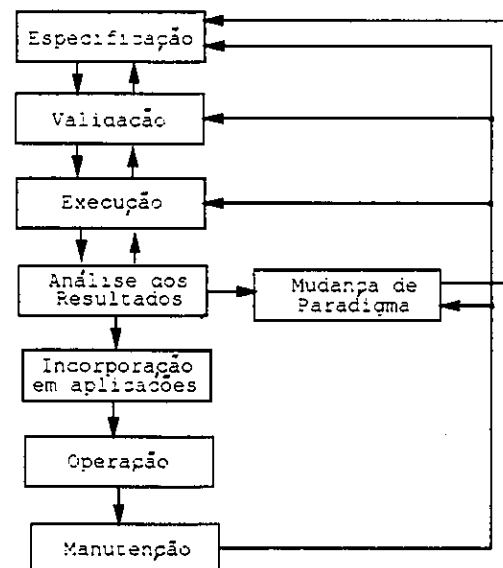 Especificação
Validação
Execução
Análise dos
Resultados
Mudança de
Paradigma
Incorporação
em aplicações
Operação
Manutenção